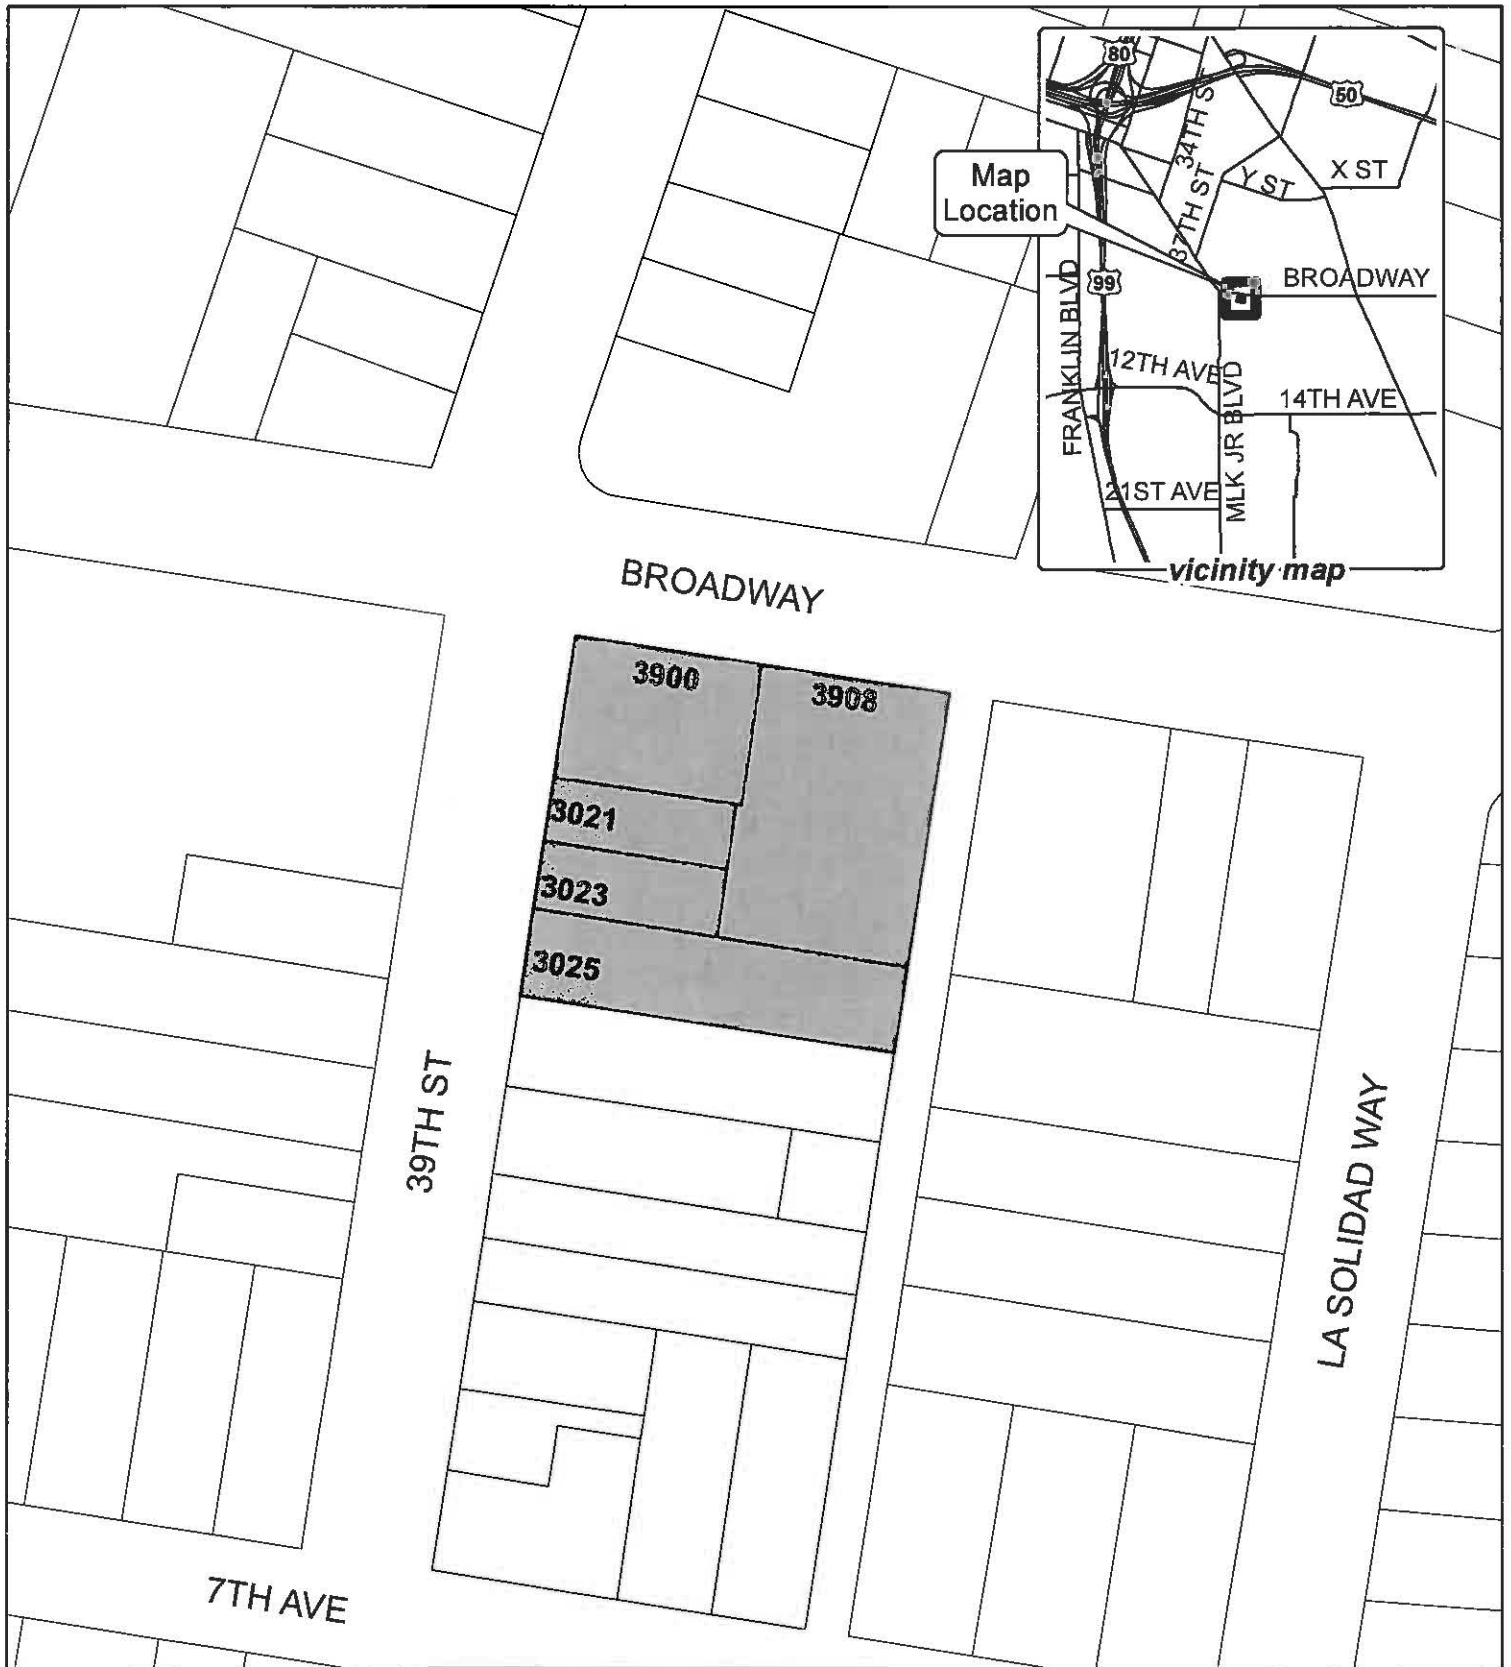 80
50
34TH ST
Map
Location
37TH ST
Y ST
X ST
FRANKLIN BLVD
99
BROADWAY
12TH AVE
MLK JR BLVD
14TH AVE
21ST AVE
vicinity map
BROADWAY
3900
3908
3021
3023
3025
39TH ST
LA SOLIDAD WAY
7TH AVE